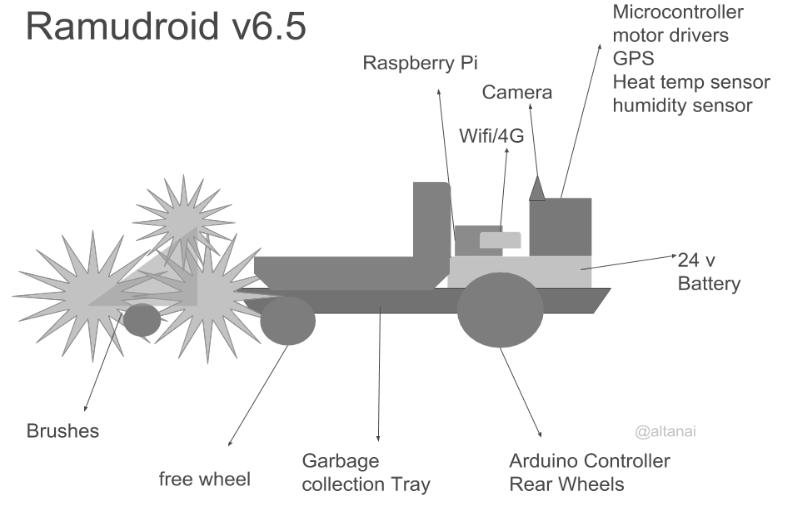 Ramudroid v6.5
Microcontroller
motor drivers
GPS
Heat temp sensor
humidity sensor
Raspberry Pi
Camera
Wifi/4G
24 v
Battery
Brushes
@altanai
free wheel
Garbage
collection Tray
Arduino Controller
Rear Wheels